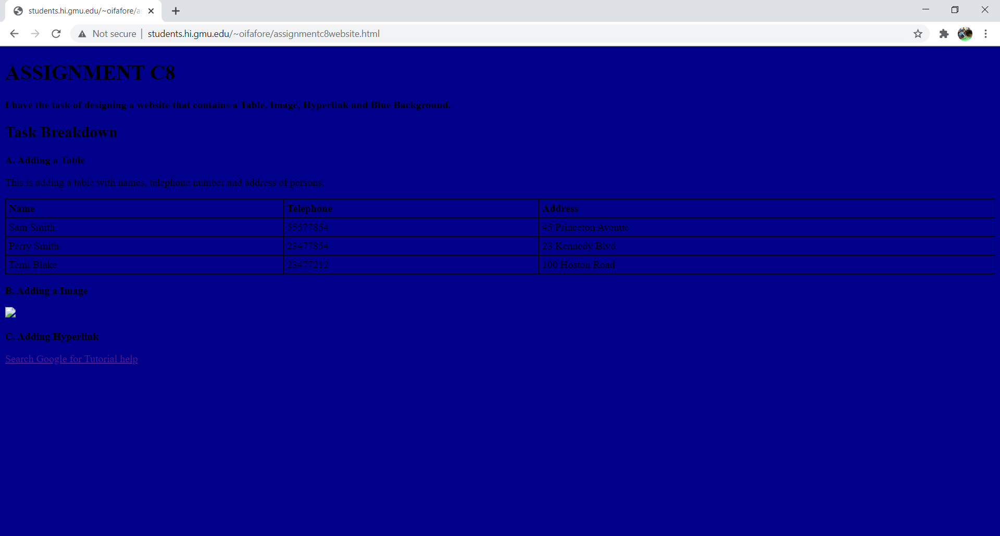 students.hi.gmu.edu/~oifafore/as
Not secure students.hi.gmu.edu/~oifafore/assignmentc8website.html
ASSIGNMENT C8
I have the task of designing a website that contains a Table, Image, Hyperlink and Blue Background.
Task Breakdown
A. Adding a Table
This is adding a table with names, telephone number and address of persons.
Name Telephone Address
Sam Smith 55577854 45 Princeton Avenue
Perry Smith 23477854 23 Kennedy Blvd
Temi Blake 23477212 100 Hoston Road
B. Adding a Image
C. Adding Hyperlink
Search Google for Tutorial help